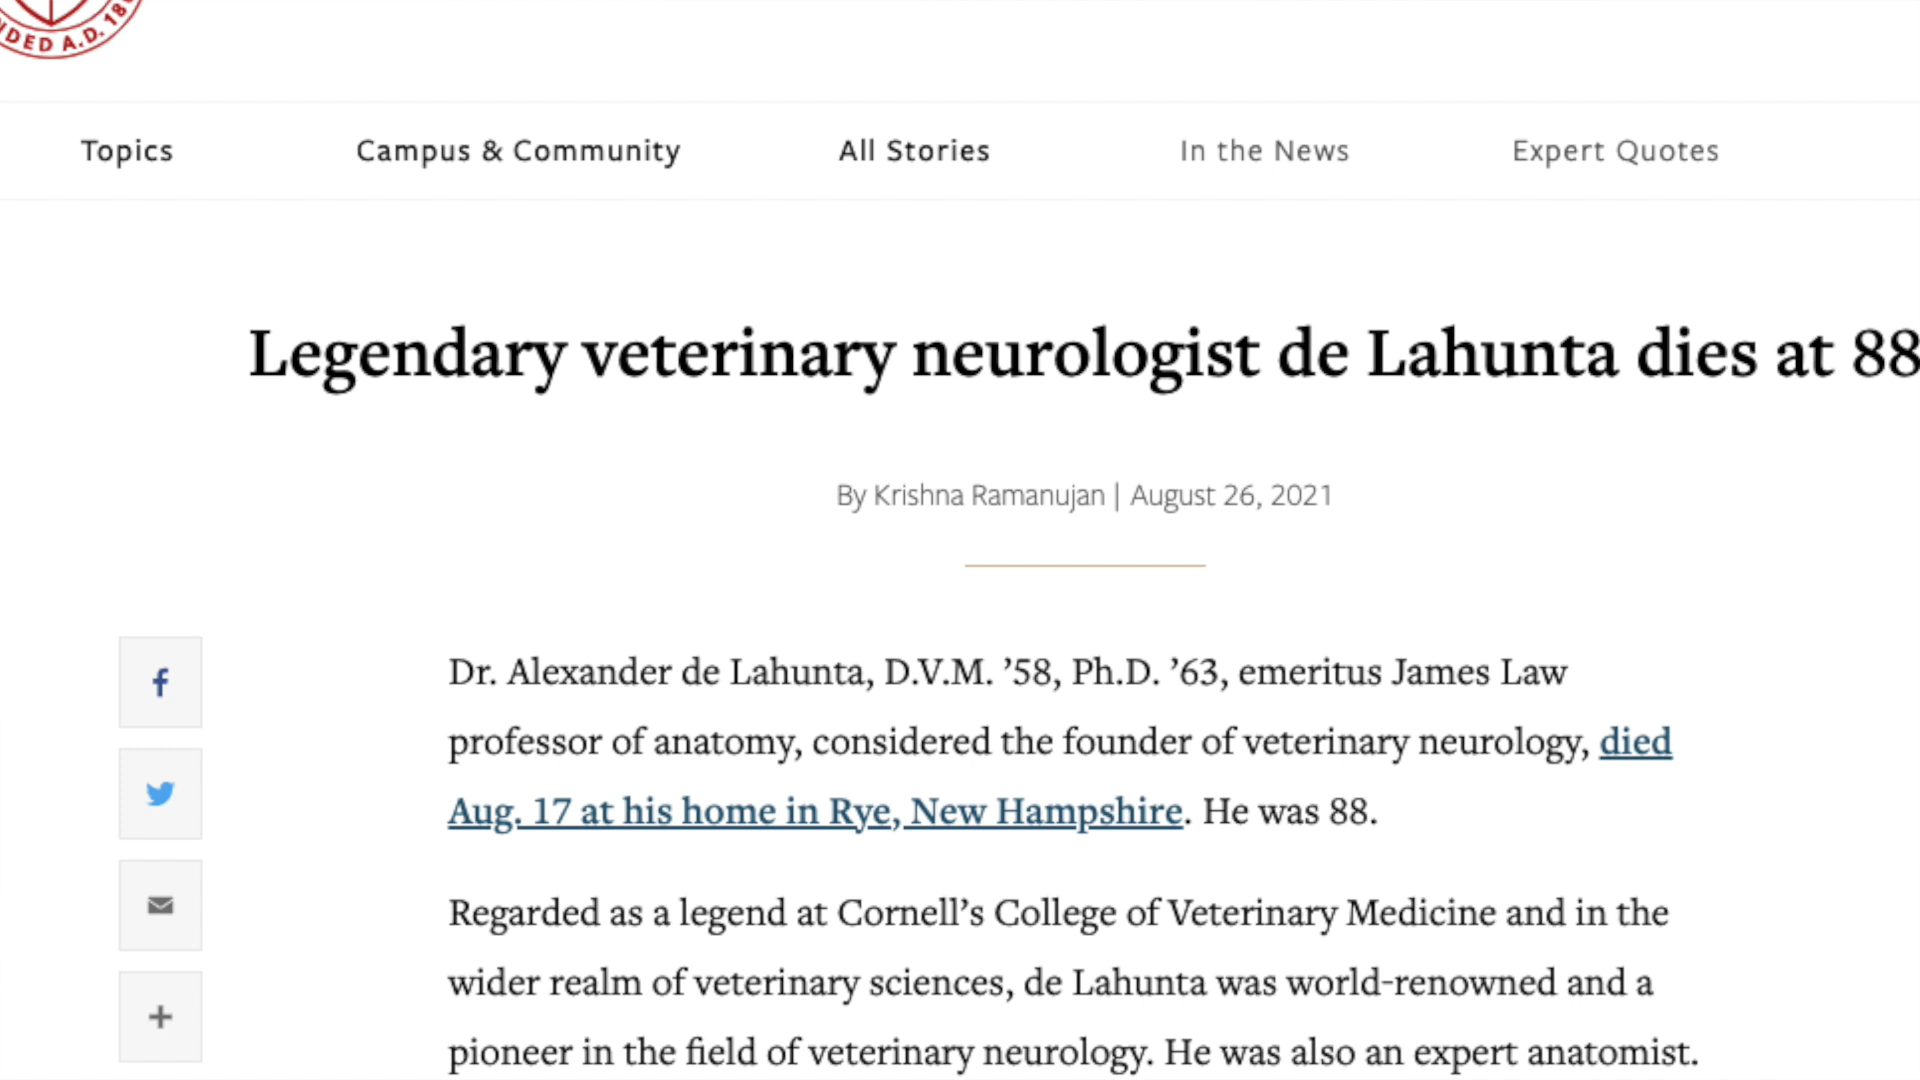 NDED A.D. 18
Topics Campus & Community All Stories In the News Expert Quotes
Legendary veterinary neurologist de Lahunta dies at 88
By Krishna Ramanujan | August 26, 2021
Dr. Alexander de Lahunta, D.V.M. ’58, Ph.D. ’63, emeritus James Law
professor of anatomy, considered the founder of veterinary neurology, died
Aug. 17 at his home in Rye, New Hampshire. He was 88.
Regarded as a legend at Cornell’s College of Veterinary Medicine and in the
wider realm of veterinary sciences, de Lahunta was world-renowned and a
pioneer in the field of veterinary neurology. He was also an expert anatomist.